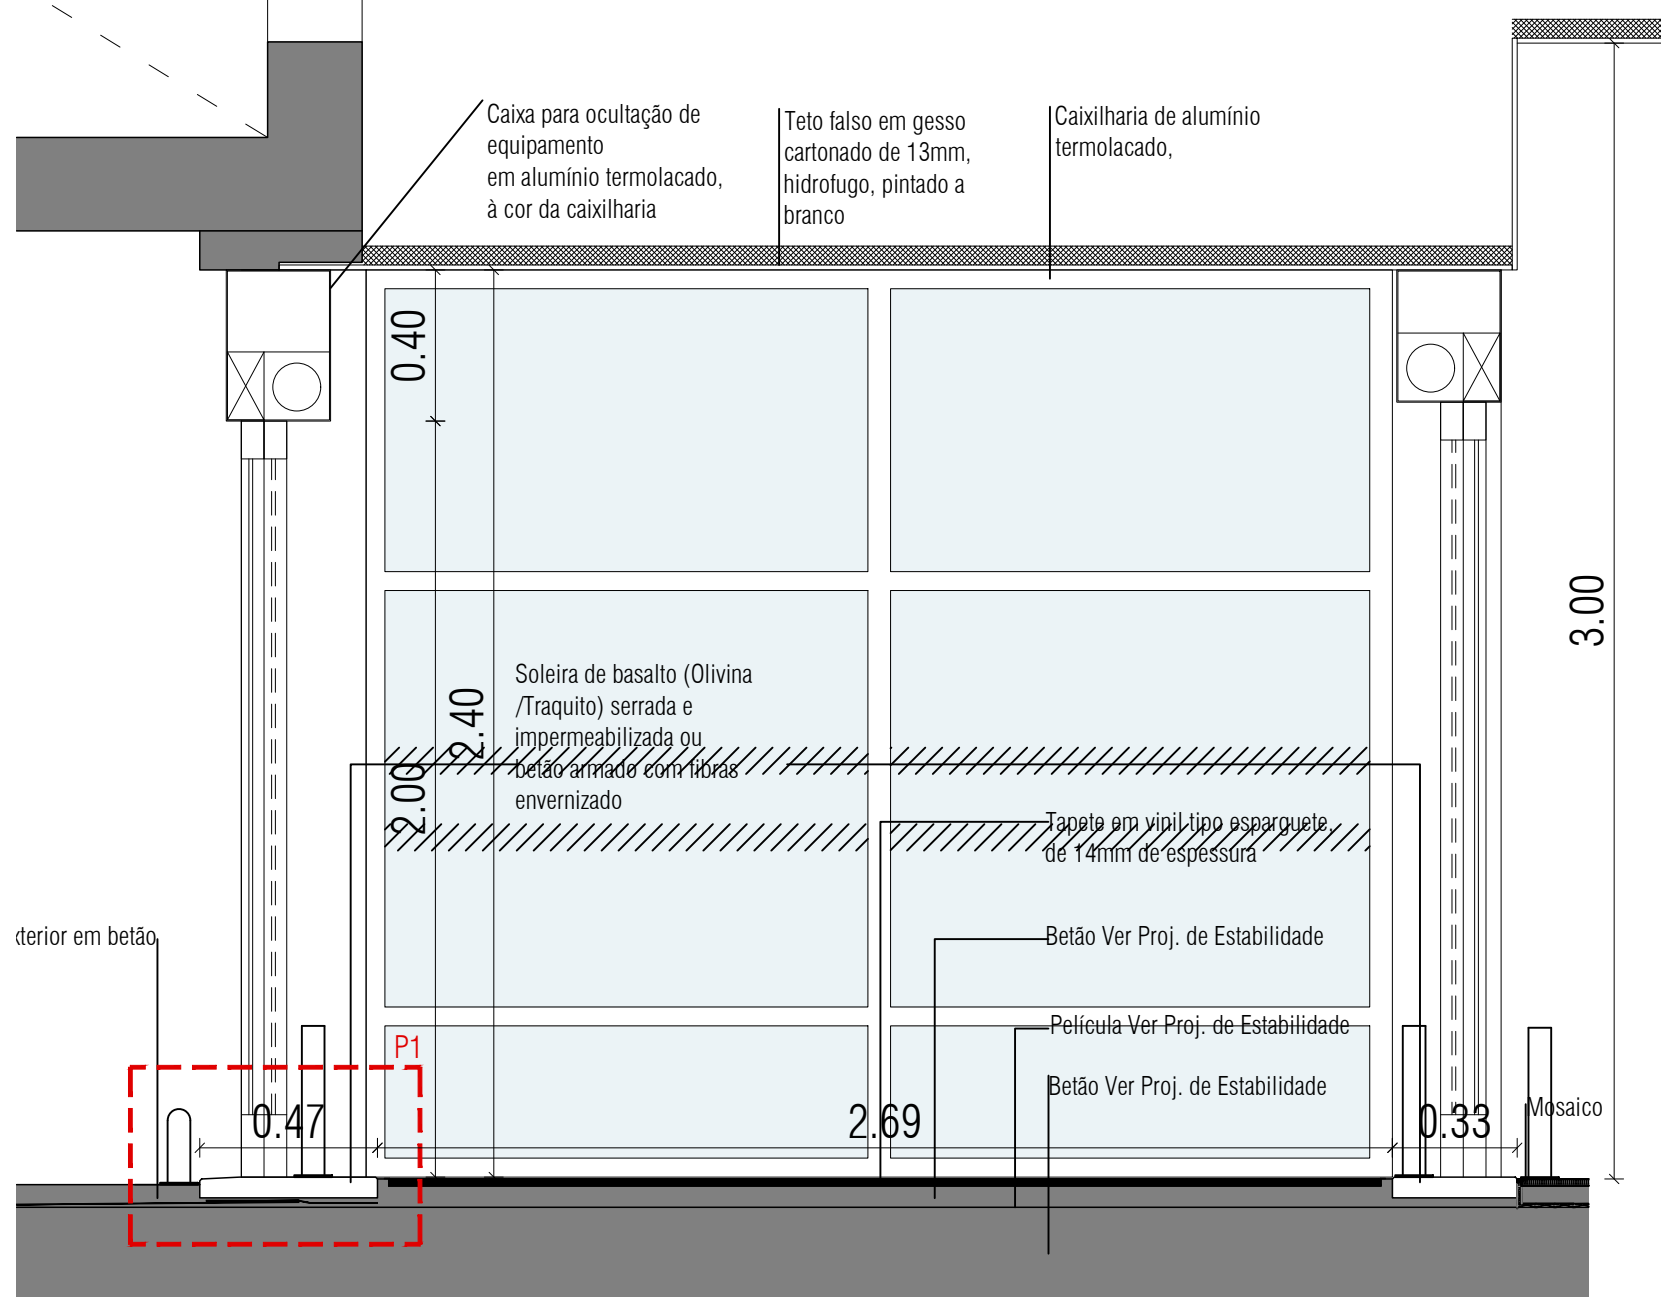 Caixa para ocultação de
equipamento
em alumínio termolacado,
à cor da caixilharia
Teto falso em gesso
cartonado de 13mm,
hidrofugo, pintado a
branco
Caixilharia de alumínio
termolacado,
0.40
3.00
2.40
2.00
Soleira de basalto (Olivina
/Traquito) serrada e
impermeabilizada ou
betão armado com fibras
envernizado
Tapete em vinil tipo esparguete,
de 14mm de espessura
xterior em betão
Betão Ver Proj. de Estabilidade
Película Ver Proj. de Estabilidade
P1
Betão Ver Proj. de Estabilidade
0.47
2.69
0.33
Mosaico